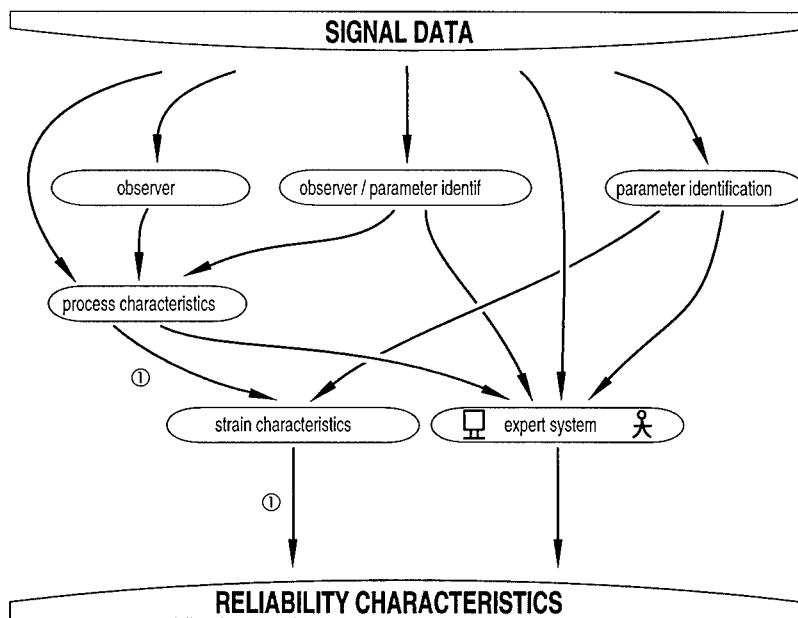 SIGNAL DATA
observer
observer / parameter identif
parameter identification
process characteristics
①
strain characteristics
expert system
①
RELIABILITY CHARACTERISTICS